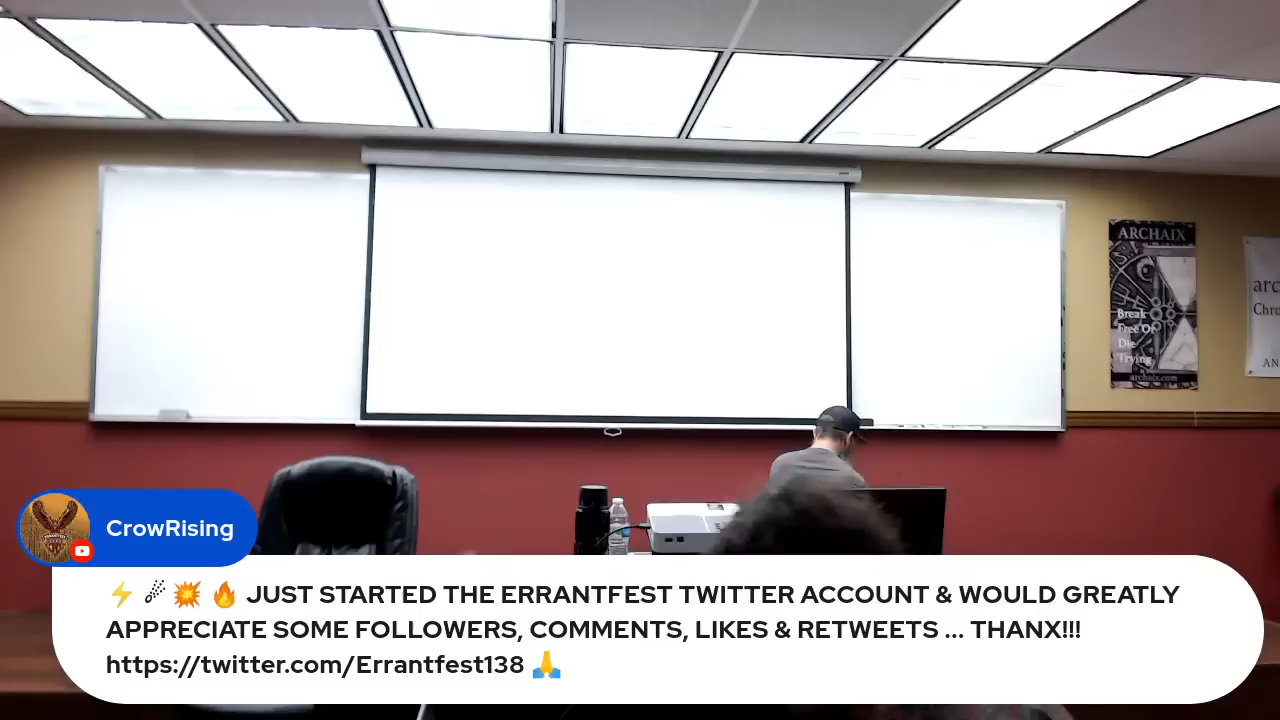 ARCHAIX
Break
Free Or
Die
Trying
archaix.com
arc
Chro
AN
CrowRising
⚡ ☄ 💥 🔥 JUST STARTED THE ERRANTFEST TWITTER ACCOUNT & WOULD GREATLY
APPRECIATE SOME FOLLOWERS, COMMENTS, LIKES & RETWEETS ... THANX!!!
https://twitter.com/Errantfest138 🙏